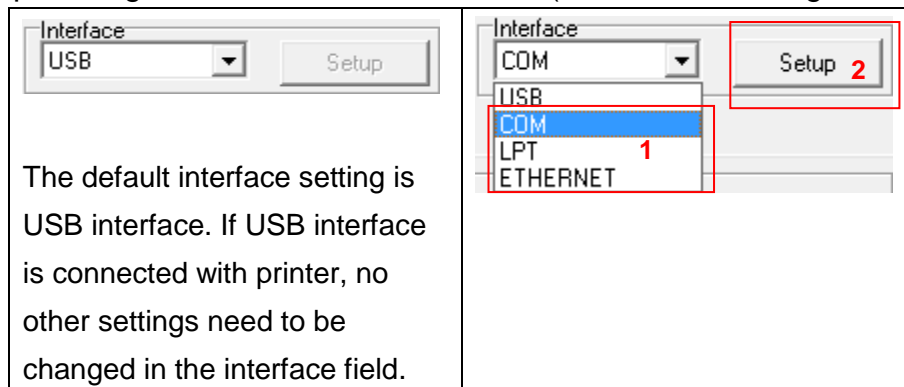 Interface
USB
Setup
The default interface setting is
USB interface. If USB interface
is connected with printer, no
other settings need to be
changed in the interface field.
Interface
COM
Setup 2
USB
COM
LPT 1
ETHERNET